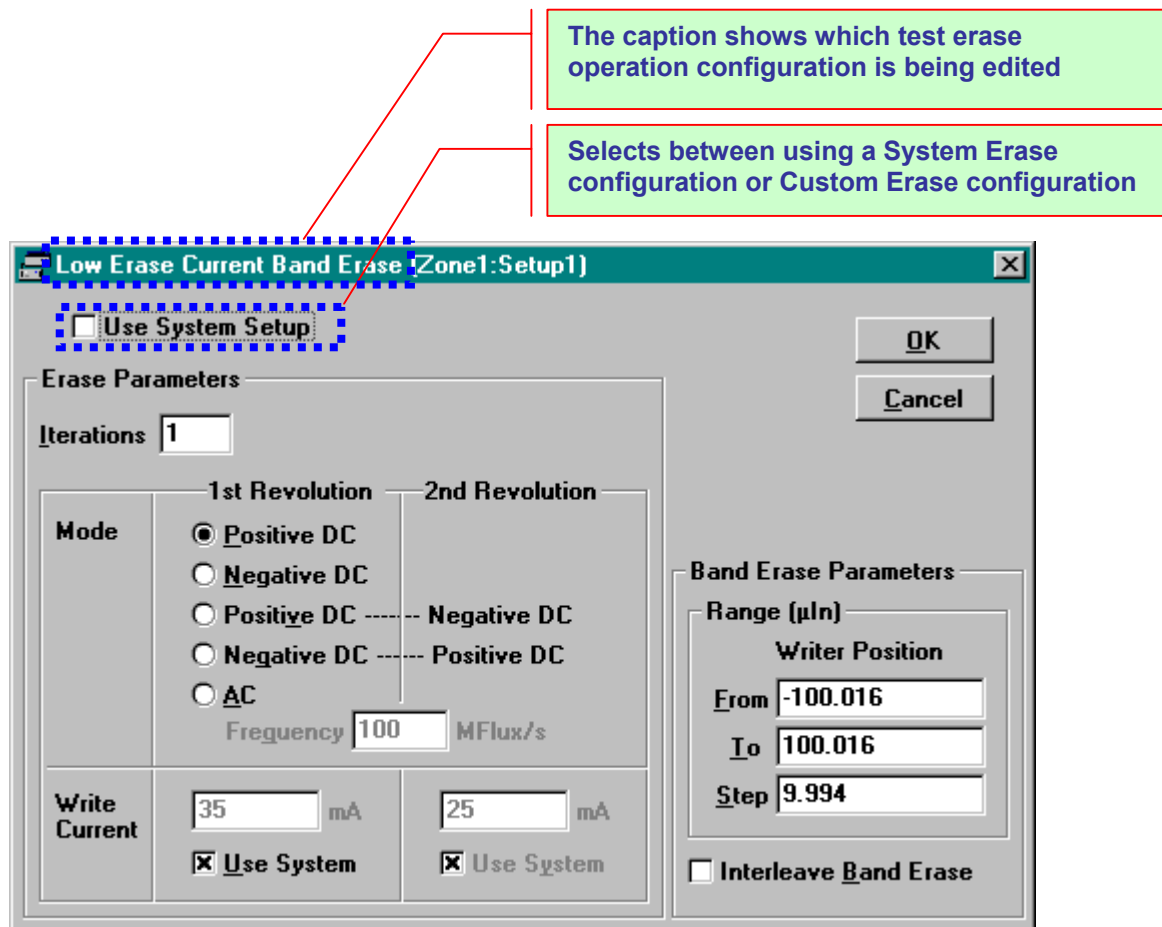 The caption shows which test erase
operation configuration is being edited
Selects between using a System Erase
configuration or Custom Erase configuration
Low Erase Current Band Erase (Zone1:Setup1)
Use System Setup
OK
Cancel
Erase Parameters
Iterations 1
1st Revolution 2nd Revolution
Mode
Positive DC
Negative DC
Positive DC ------- Negative DC
Negative DC ------ Positive DC
AC
Frequency 100 MFlux/s
Write
Current
35 mA 25 mA
Use System Use System
Band Erase Parameters
Range (µIn)
Writer Position
From -100.016
To 100.016
Step 9.994
Interleave Band Erase